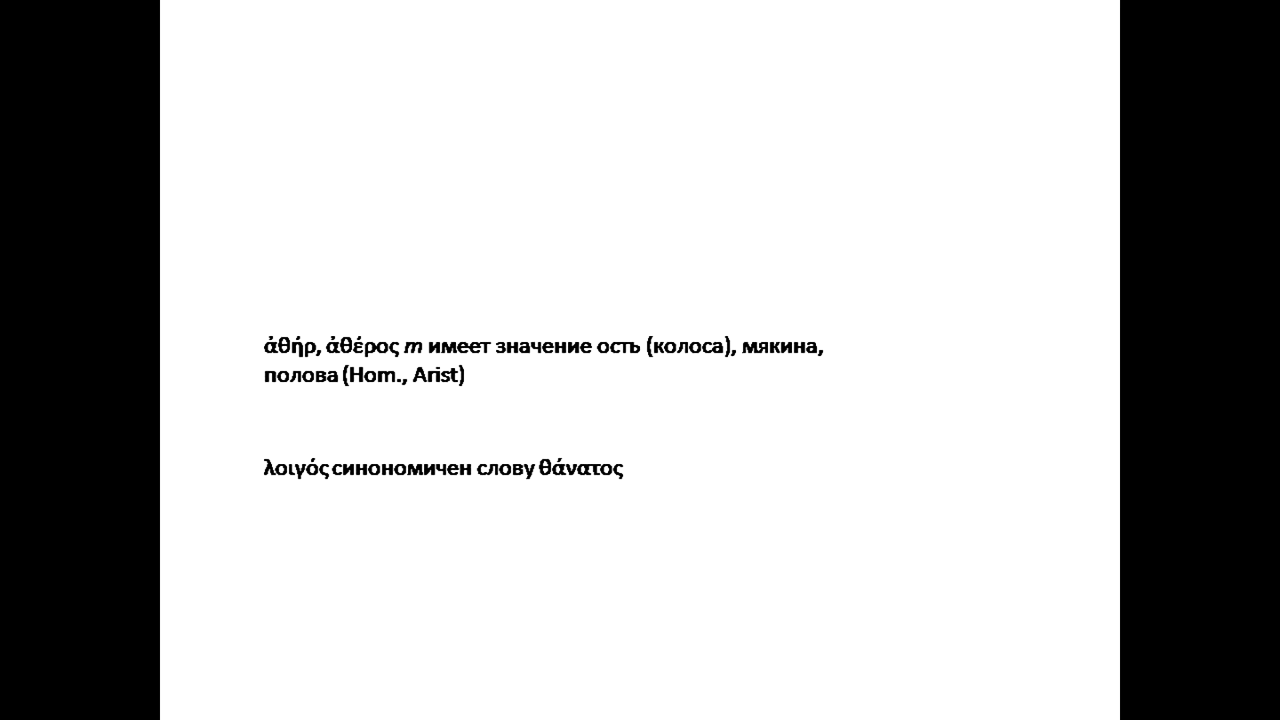 ἀθήρ, ἀθέρος m имеет значение ость (колоса), мякина,
полова (Hom., Arist)
λοιγός синономичен слову θάνατος